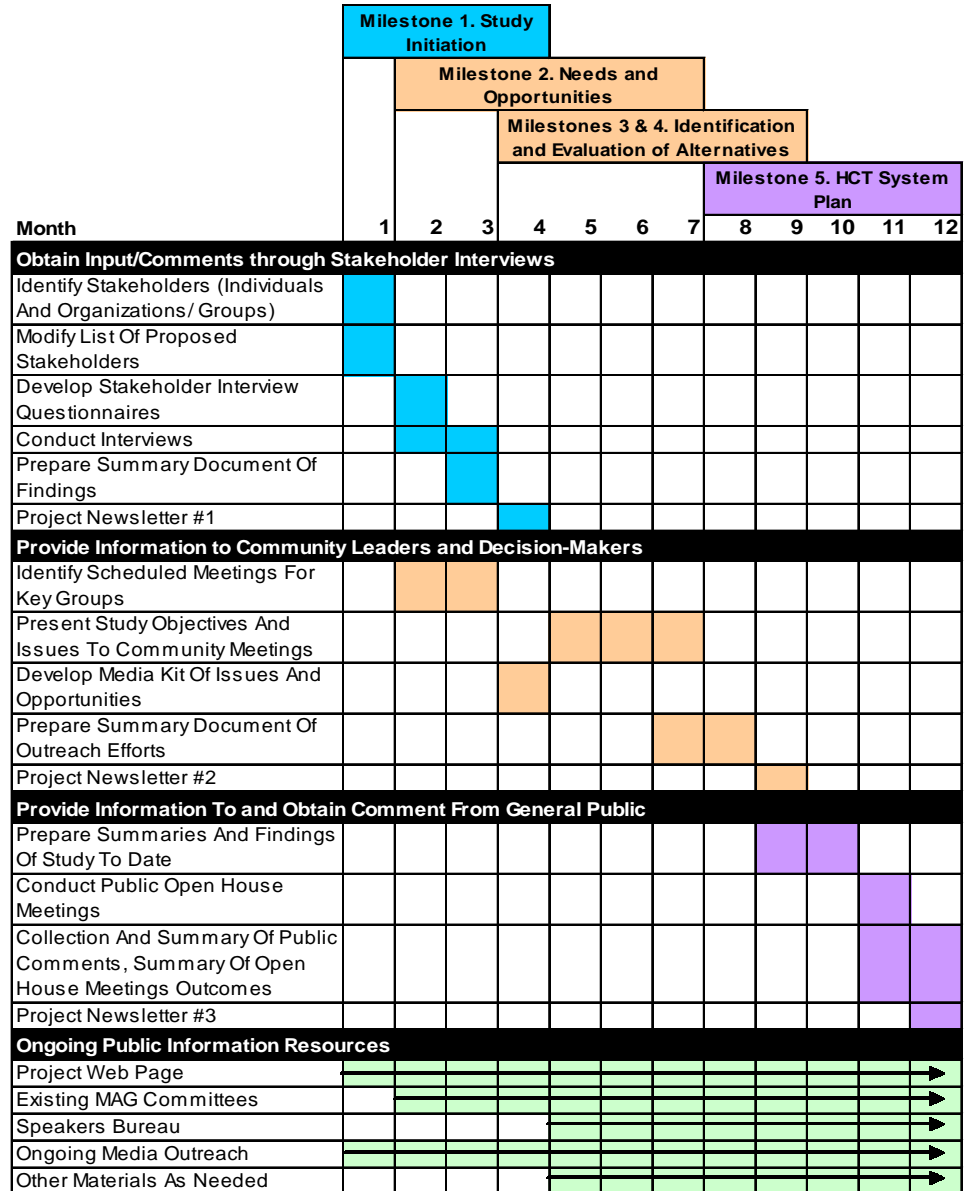 Milestone 1. Study
Initiation
Milestone 2. Needs and
Opportunities
Milestones 3 & 4. Identification
and Evaluation of Alternatives
Milestone 5. HCT System
Plan
Month 1 2 3 4 5 6 7 8 9 10 11 12
Obtain Input/Comments through Stakeholder Interviews
Identify Stakeholders (Individuals
And Organizations/ Groups)
Modify List Of Proposed
Stakeholders
Develop Stakeholder Interview
Questionnaires
Conduct Interviews
Prepare Summary Document Of
Findings
Project Newsletter #1
Provide Information to Community Leaders and Decision-Makers
Identify Scheduled Meetings For
Key Groups
Present Study Objectives And
Issues To Community Meetings
Develop Media Kit Of Issues And
Opportunities
Prepare Summary Document Of
Outreach Efforts
Project Newsletter #2
Provide Information To and Obtain Comment From General Public
Prepare Summaries And Findings
Of Study To Date
Conduct Public Open House
Meetings
Collection And Summary Of Public
Comments, Summary Of Open
House Meetings Outcomes
Project Newsletter #3
Ongoing Public Information Resources
Project Web Page
Existing MAG Committees
Speakers Bureau
Ongoing Media Outreach
Other Materials As Needed